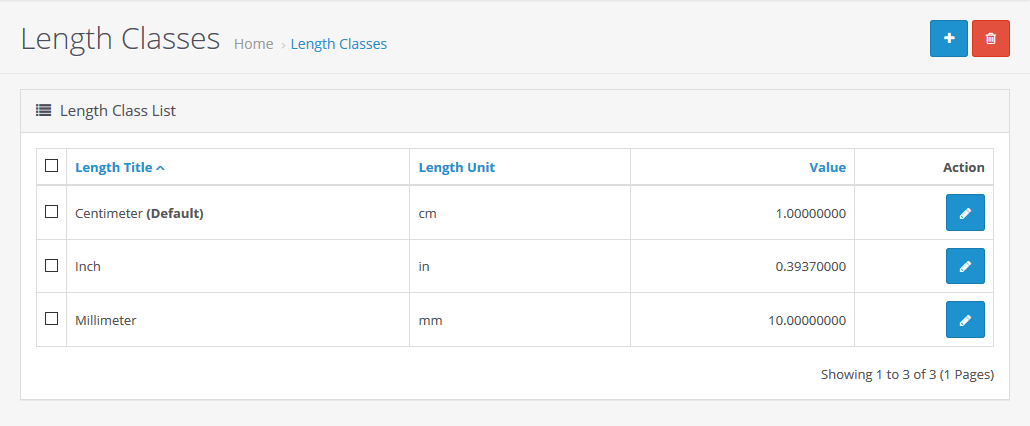 Length Classes Home › Length Classes
Length Class List
Length Title Length Unit Value Action
Centimeter (Default) cm 1.00000000
Inch in 0.39370000
Millimeter mm 10.00000000
Showing 1 to 3 of 3 (1 Pages)